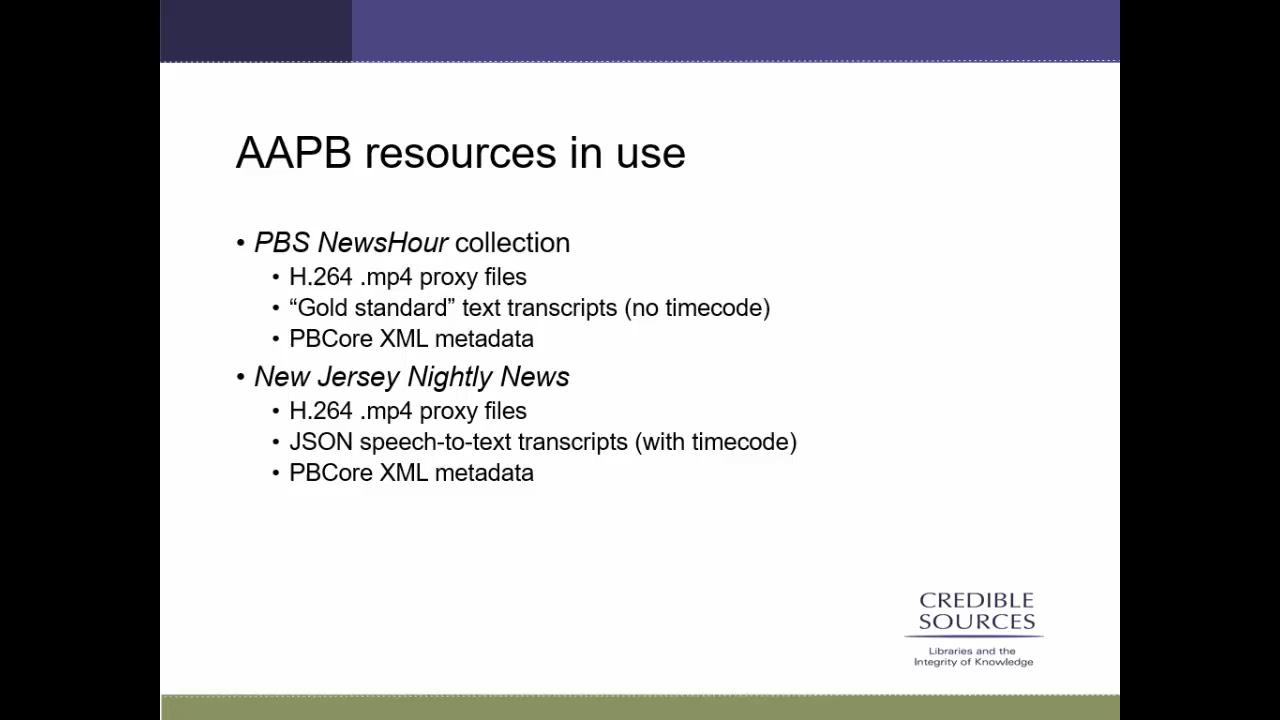 AAPB resources in use
• PBS NewsHour collection
• H.264 .mp4 proxy files
• “Gold standard” text transcripts (no timecode)
• PBCore XML metadata
• New Jersey Nightly News
• H.264 .mp4 proxy files
• JSON speech-to-text transcripts (with timecode)
• PBCore XML metadata
CREDIBLE
SOURCES
Libraries and the
Integrity of Knowledge